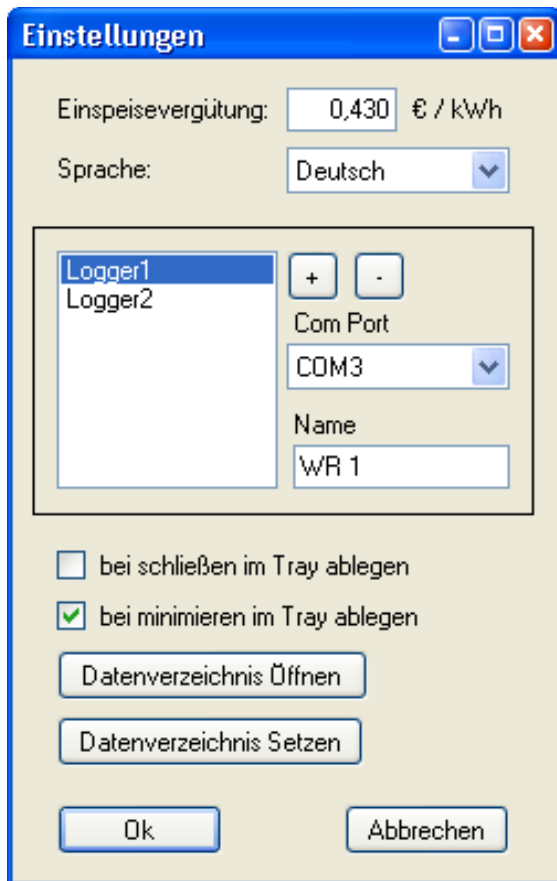 Einstellungen
Einspeisevergütung: 0,430 € / kWh
Sprache: Deutsch
Logger1
Logger2
+ -
Com Port
COM3
Name
WR 1
bei schließen im Tray ablegen
bei minimieren im Tray ablegen
Datenverzeichnis Öffnen
Datenverzeichnis Setzen
Ok Abbrechen